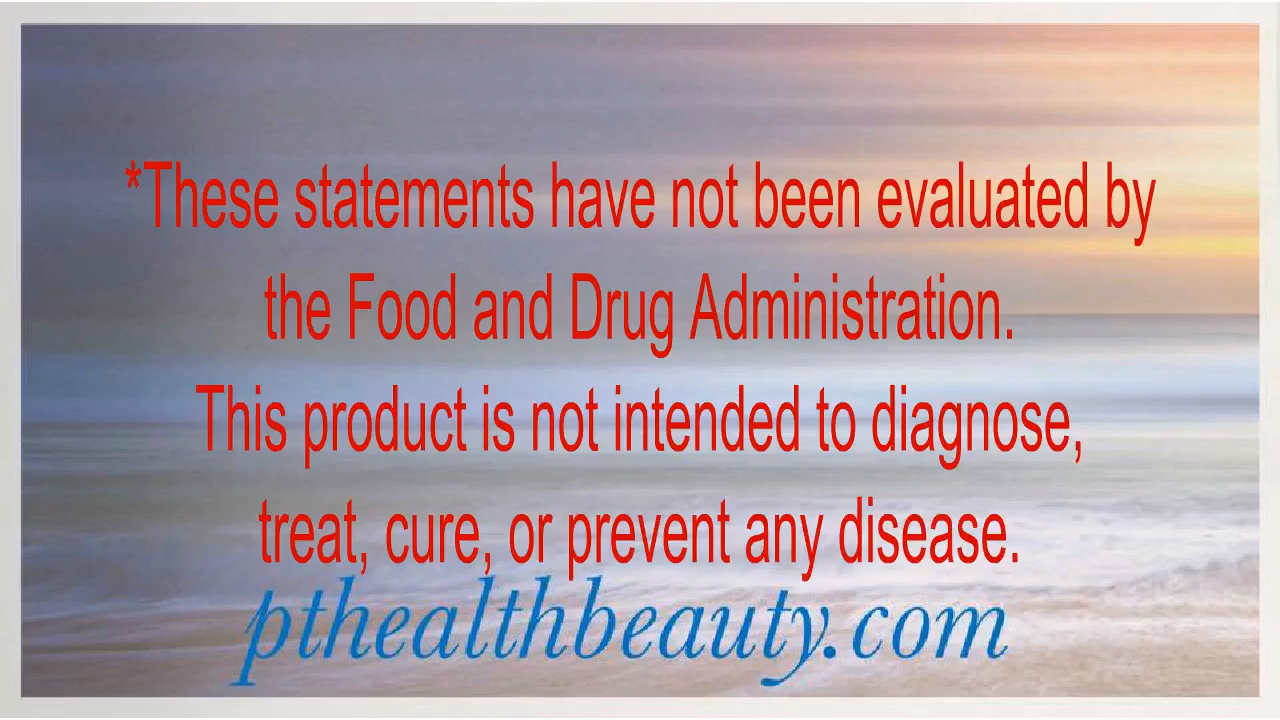 *These statements have not been evaluated by
the Food and Drug Administration.
This product is not intended to diagnose,
treat, cure, or prevent any disease.
pthealthbeauty.com